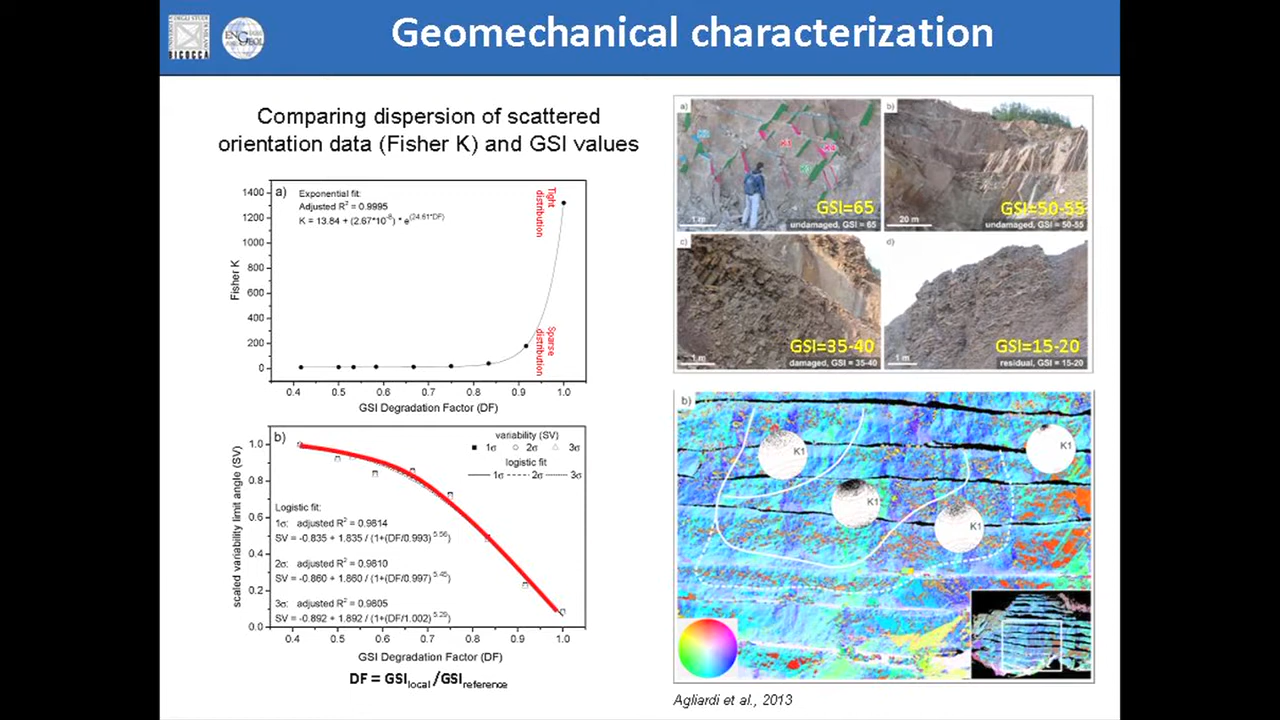 Geomechanical characterization
BICOCCA
Comparing dispersion of scattered
orientation data (Fisher K) and GSI values
a)
Exponential fit:
Adjusted R² = 0.9995
K = 13.84 + (2.67*10⁻⁸) * e^(24.61*DF)
Tight distribution
Sparse distribution
Fisher K
1400
1200
1000
800
600
400
200
0
0.4 0.5 0.6 0.7 0.8 0.9 1.0
GSI Degradation Factor (DF)
b)
variability (SV)
1σ 2σ 3σ
logistic fit
1σ 2σ 3σ
scaled variability limit angle (SV)
1.0
0.8
0.6
0.4
0.2
0.0
Logistic fit:
1σ: adjusted R² = 0.9814
SV = -0.835 + 1.835 / (1+(DF/0.993)^5.56)
2σ: adjusted R² = 0.9810
SV = -0.860 + 1.860 / (1+(DF/0.997)^5.45)
3σ: adjusted R² = 0.9805
SV = -0.892 + 1.892 / (1+(DF/1.002)^5.29)
0.4 0.5 0.6 0.7 0.8 0.9 1.0
GSI Degradation Factor (DF)
DF = GSIlocal /GSIreference
a)
K2
K3
K4
K1
GSI=65
1 m
undamaged, GSI = 65
b)
GSI=50-55
20 m
undamaged, GSI = 50-55
c)
GSI=35-40
1 m
damaged, GSI = 35-40
d)
GSI=15-20
1 m
residual, GSI = 15-20
b)
K1
K1
K1
K1
Agliardi et al., 2013